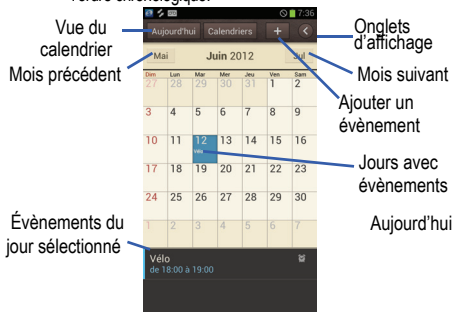 7:36
Vue du
calendrier
Aujourd'hui
Calendriers
+
Onglets
d'affichage
Mois précédent
Mai
Juin 2012
Jul
Mois suivant
Dim Lun Mar Mer Jeu Ven Sam
27 28 29 30 31 1 2
Ajouter un
évènement
3 4 5 6 7 8 9
10 11 12 13 14 15 16
Vélo
Jours avec
évènements
17 18 19 20 21 22 23
24 25 26 27 28 29 30
1 2 3 4 5 6 7
Aujourd'hui
Évènements du
jour sélectionné
Vélo
de 18:00 à 19:00